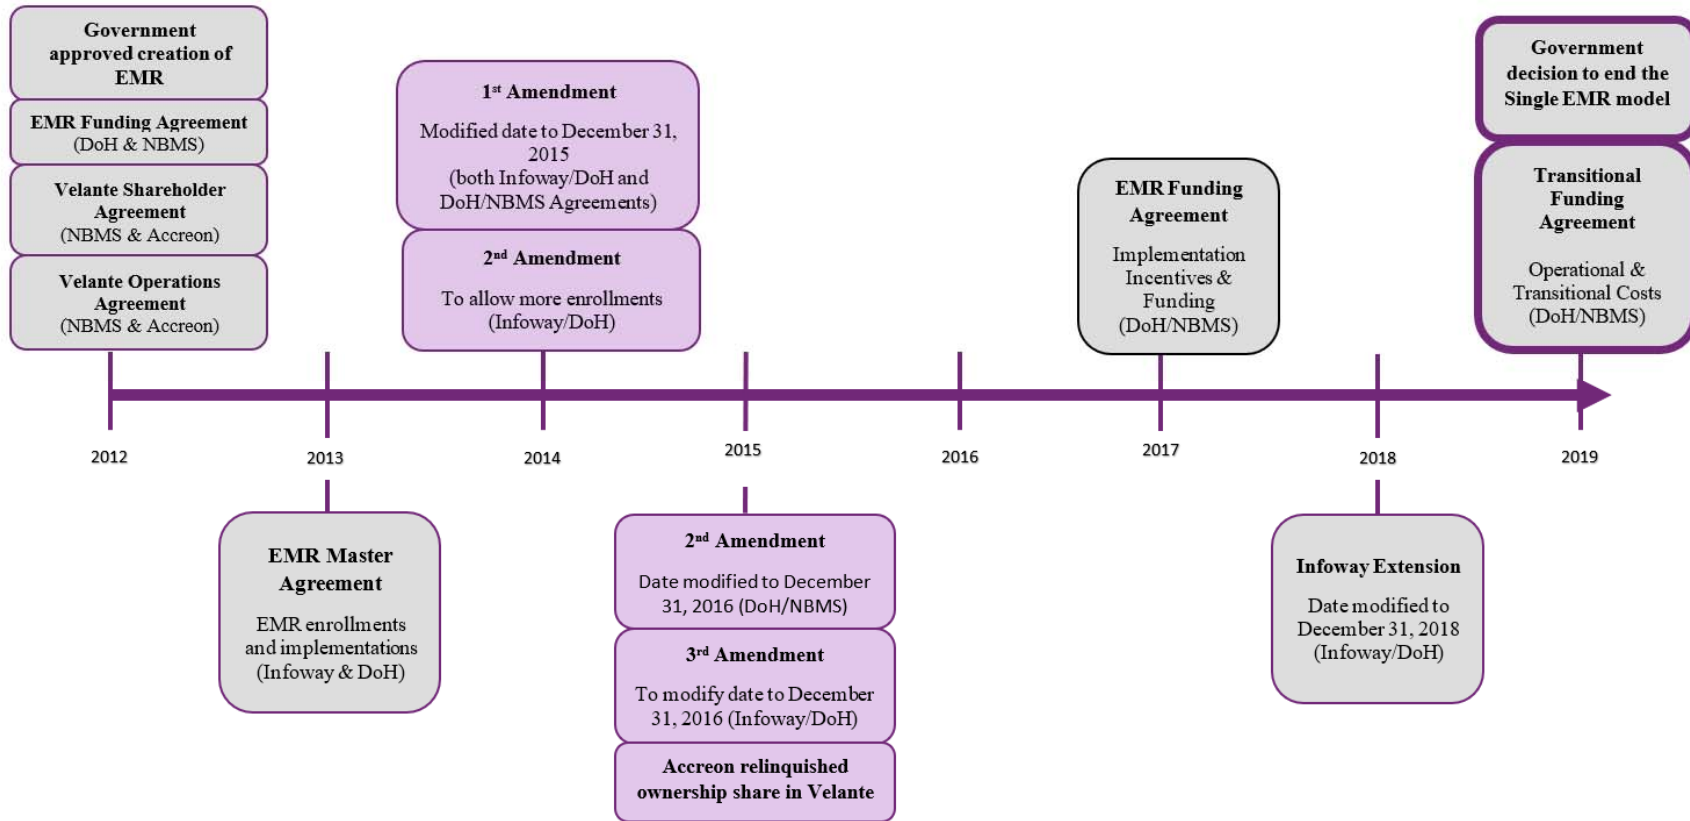 Government
approved creation of
EMR
EMR Funding Agreement
(DoH & NBMS)
Velante Shareholder
Agreement
(NBMS & Accreon)
Velante Operations
Agreement
(NBMS & Accreon)
1st Amendment
Modified date to December 31,
2015
(both Infoway/DoH and
DoH/NBMS Agreements)
2nd Amendment
To allow more enrollments
(Infoway/DoH)
EMR Funding
Agreement
Implementation
Incentives &
Funding
(DoH/NBMS)
Government
decision to end the
Single EMR model
Transitional
Funding
Agreement
Operational &
Transitional Costs
(DoH/NBMS)
2012
2013
2014
2015
2016
2017
2018
2019
EMR Master
Agreement
EMR enrollments
and implementations
(Infoway & DoH)
2nd Amendment
Date modified to December
31, 2016 (DoH/NBMS)
3rd Amendment
To modify date to December
31, 2016 (Infoway/DoH)
Accreon relinquished
ownership share in Velante
Infoway Extension
Date modified to
December 31, 2018
(Infoway/DoH)